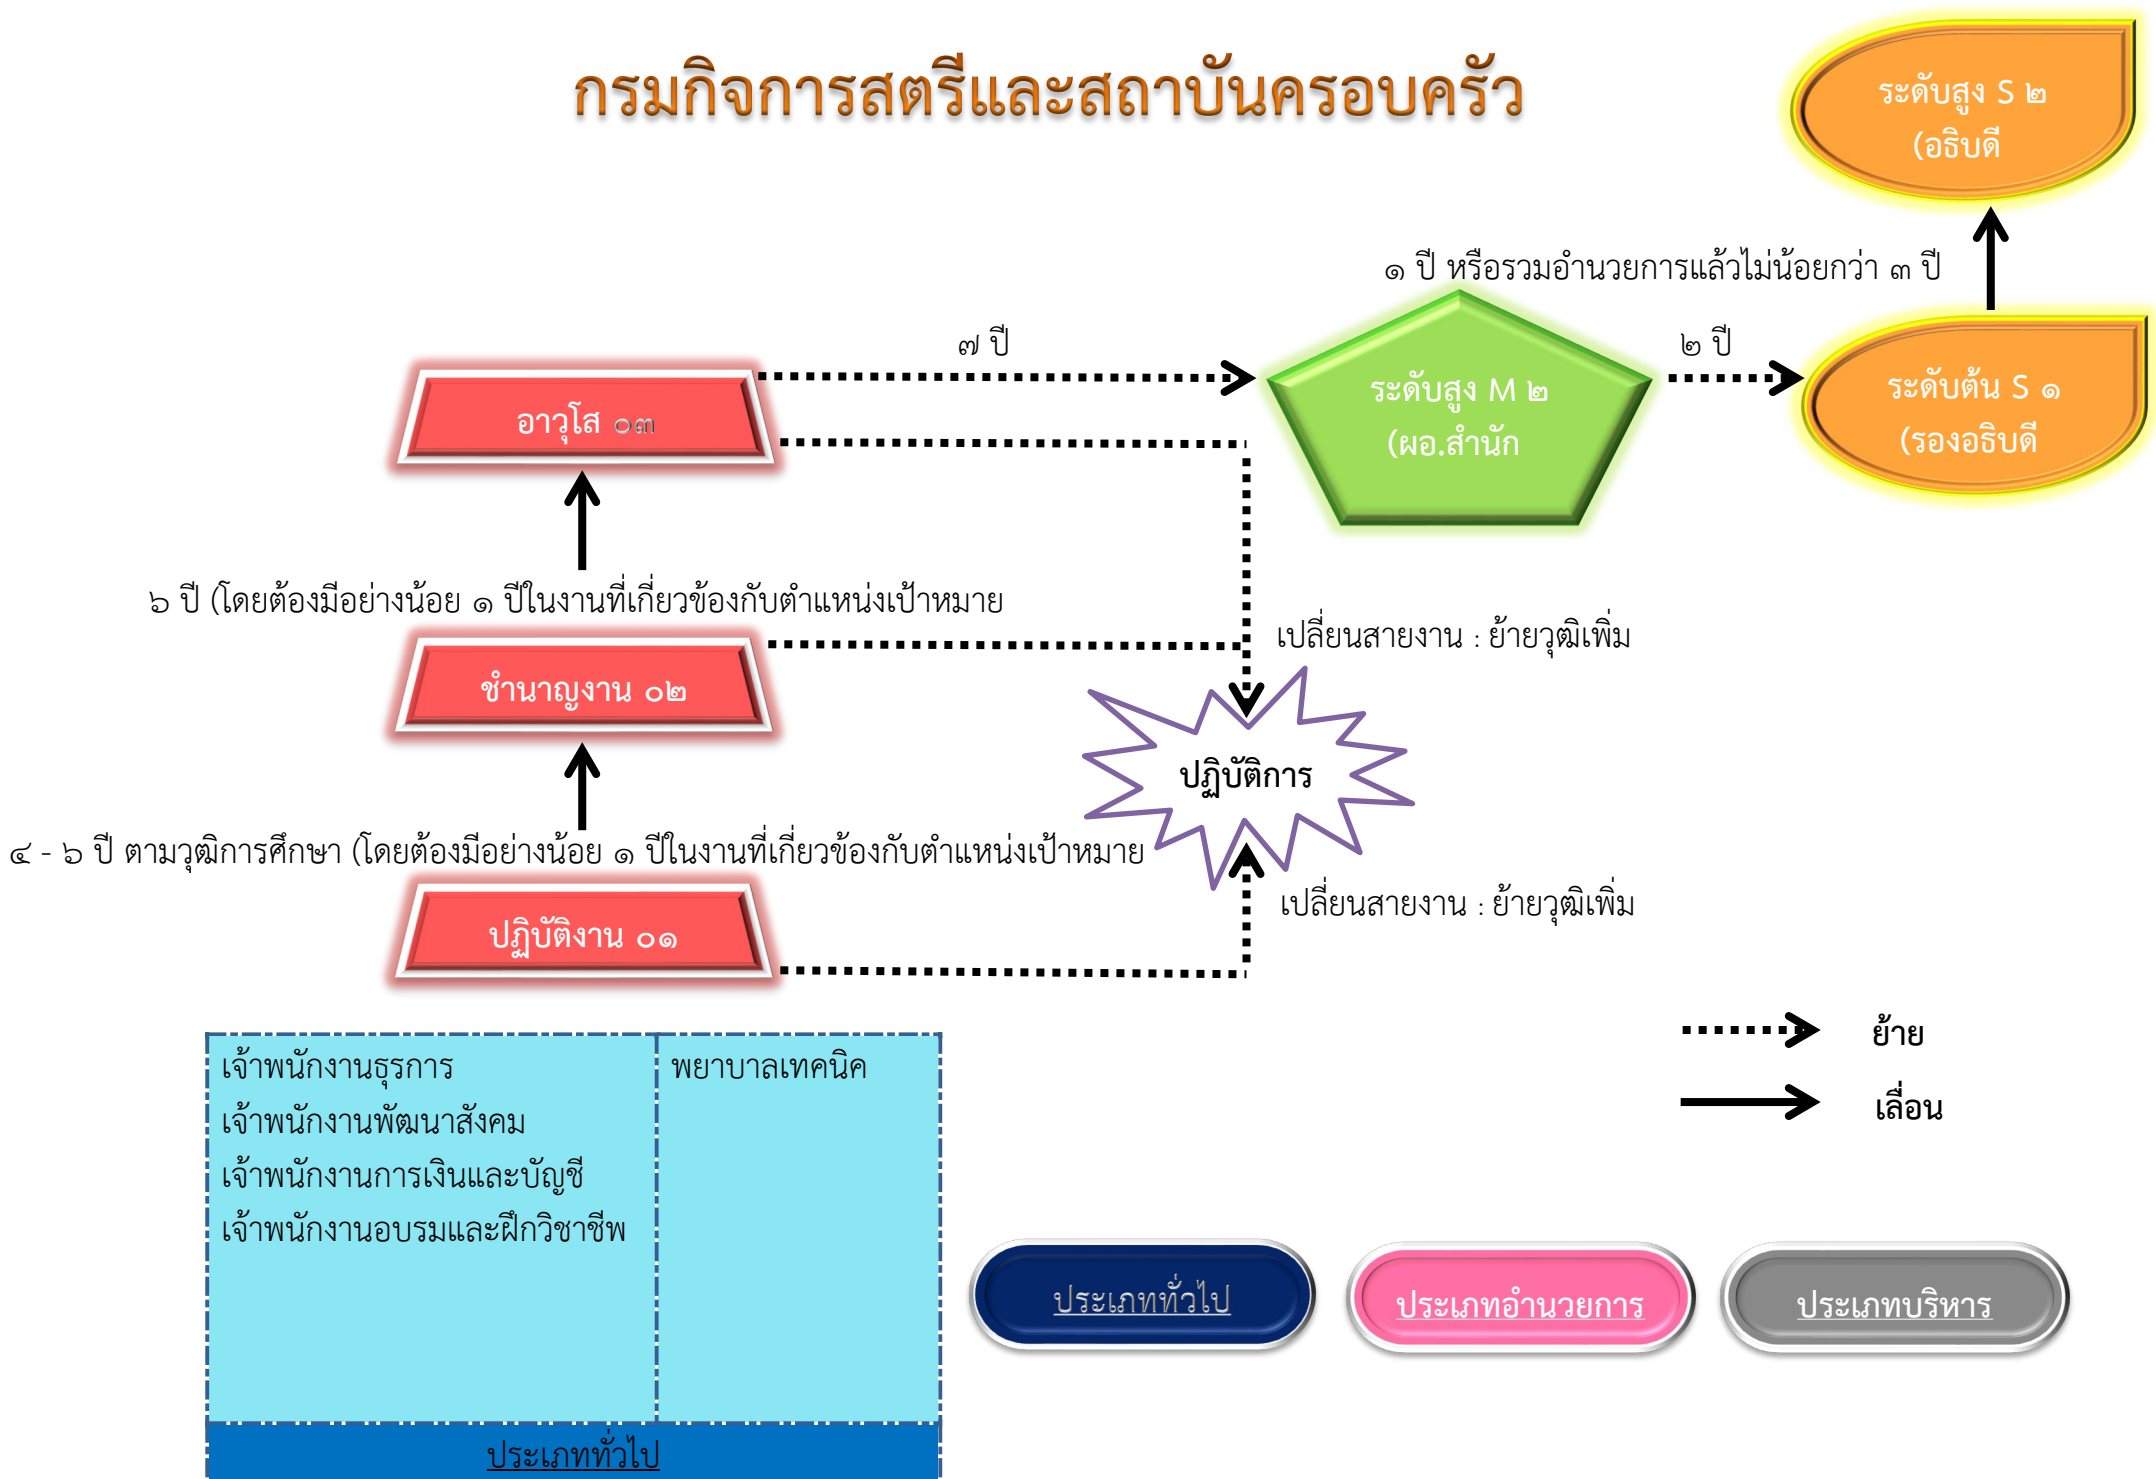 กรมกิจการสตรีและสถาบันครอบครัว
ระดับสูง S ๒
(อธิบดี
๑ ปี หรือรวมอำนวยการแล้วไม่น้อยกว่า ๓ ปี
๗ ปี
๒ ปี
อาวุโส ๐๓
ระดับสูง M ๒
(ผอ.สำนัก
ระดับต้น S ๑
(รองอธิบดี
๖ ปี (โดยต้องมีอย่างน้อย ๑ ปีในงานที่เกี่ยวข้องกับตำแหน่งเป้าหมาย
เปลี่ยนสายงาน : ย้ายวุฒิเพิ่ม
ชำนาญงาน ๐๒
ปฏิบัติการ
๔ - ๖ ปี ตามวุฒิการศึกษา (โดยต้องมีอย่างน้อย ๑ ปีในงานที่เกี่ยวข้องกับตำแหน่งเป้าหมาย
เปลี่ยนสายงาน : ย้ายวุฒิเพิ่ม
ปฏิบัติงาน ๐๑
ย้าย
เลื่อน
เจ้าพนักงานธุรการ
เจ้าพนักงานพัฒนาสังคม
เจ้าพนักงานการเงินและบัญชี
เจ้าพนักงานอบรมและฝึกวิชาชีพ
พยาบาลเทคนิค
ประเภททั่วไป
ประเภททั่วไป
ประเภทอำนวยการ
ประเภทบริหาร